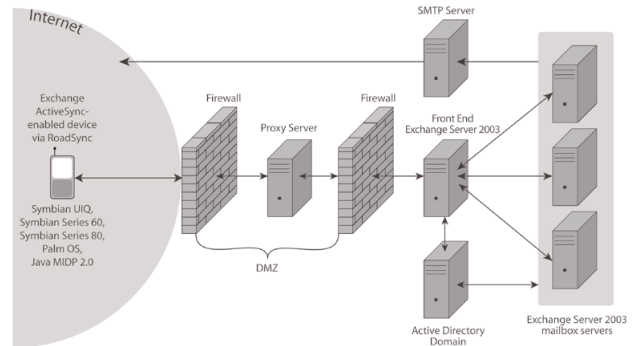 Internet
SMTP Server
Exchange
ActiveSync-
enabled device
via RoadSync
Firewall
Proxy Server
Firewall
Front End
Exchange Server 2003
Symbian UIQ,
Symbian Series 60,
Symbian Series 80,
Palm OS,
Java MIDP 2.0
DMZ
Active Directory
Domain
Exchange Server 2003
mailbox servers